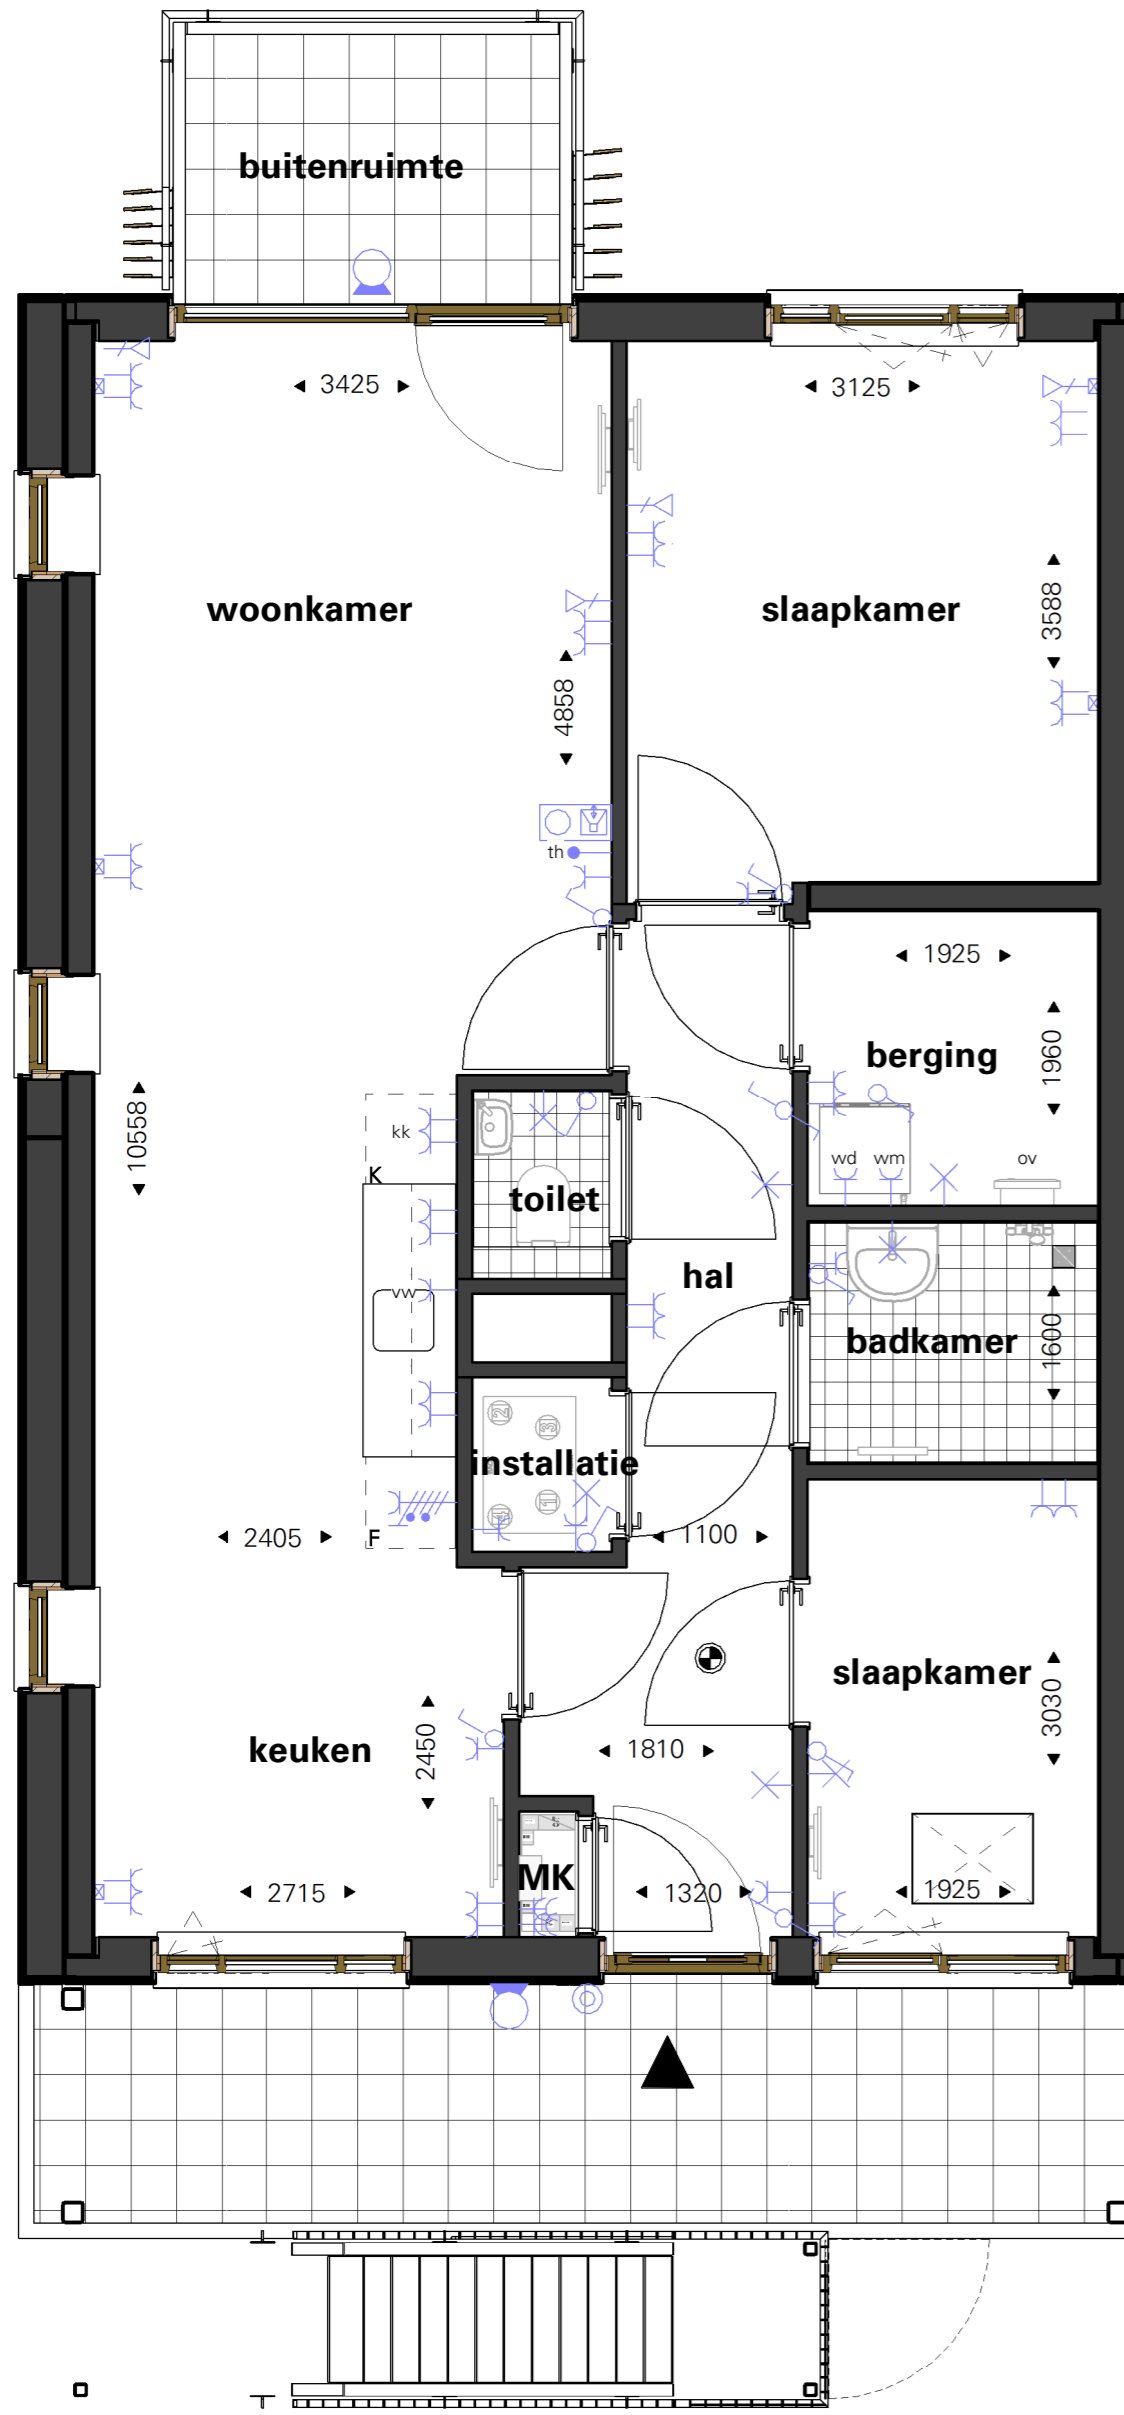 buitenruimte
3425
3125
woonkamer
slaapkamer
3588
4858
th
1925
berging
1960
10558
kk
K
wd
wm
ov
toilet
hal
vw
badkamer
1600
installatie
2405
F
1100
slaapkamer
3030
keuken
2450
1810
MK
2715
1320
1925